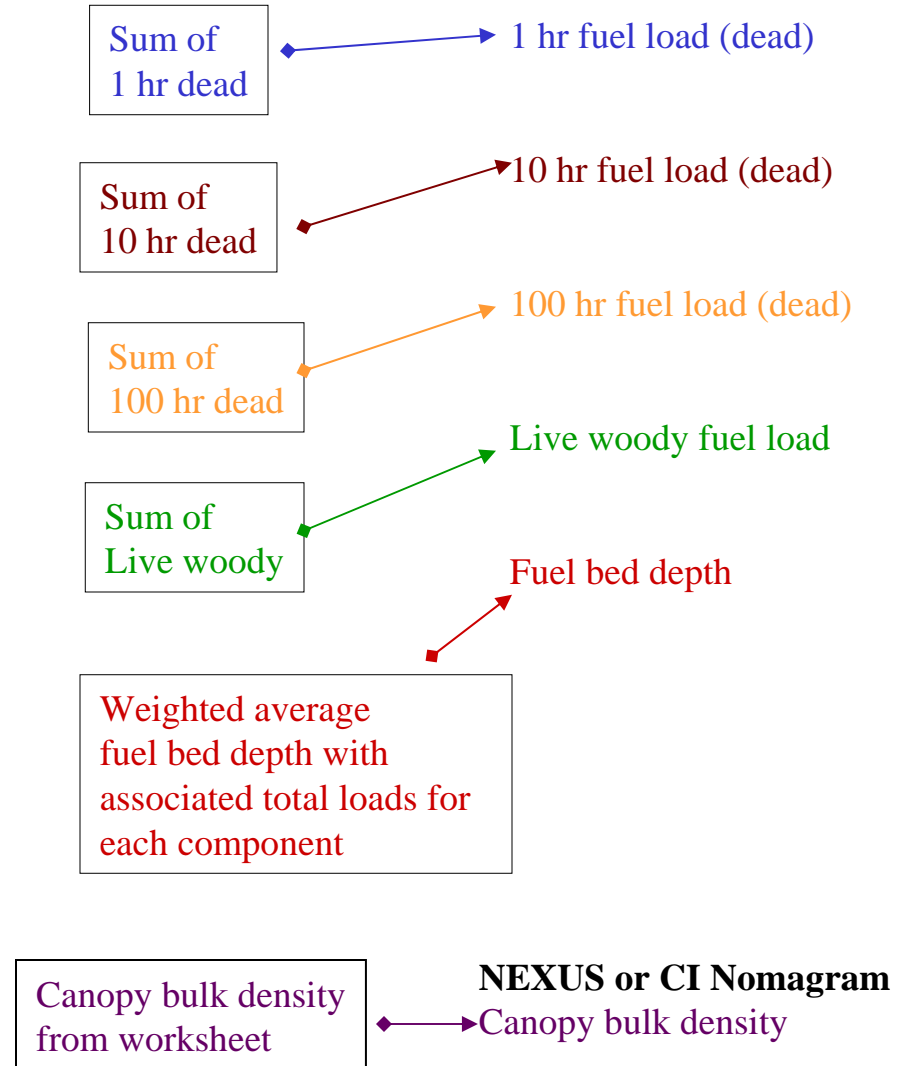 Sum of
1 hr dead
1 hr fuel load (dead)
Sum of
10 hr dead
10 hr fuel load (dead)
Sum of
100 hr dead
100 hr fuel load (dead)
Sum of
Live woody
Live woody fuel load
Fuel bed depth
Weighted average
fuel bed depth with
associated total loads for
each component
Canopy bulk density
from worksheet
NEXUS or CI Nomagram
Canopy bulk density